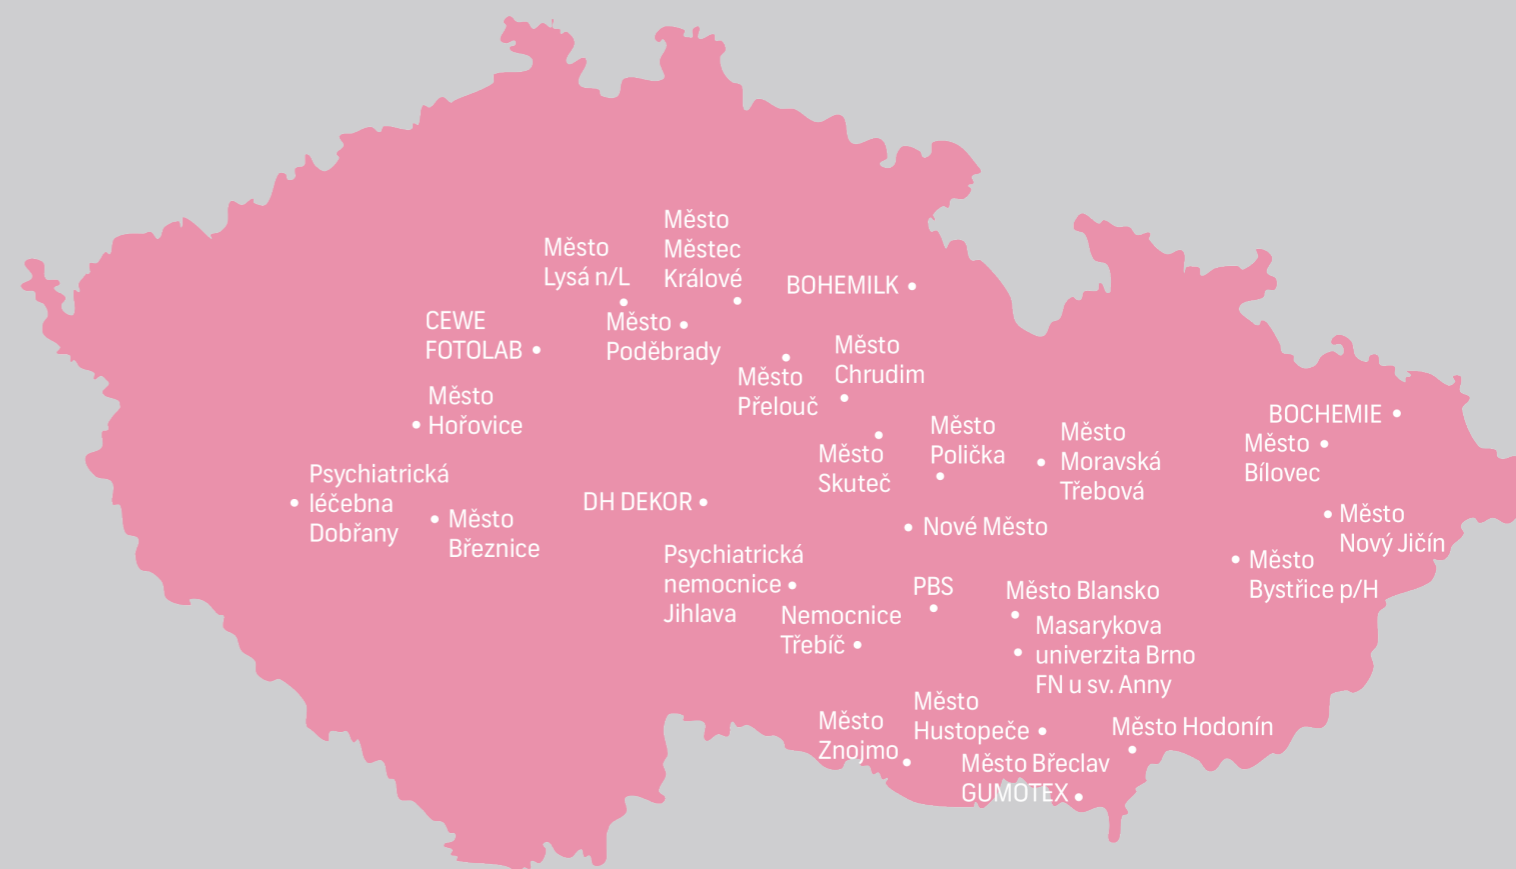 Město
Městec
Králové
Město
Lysá n/L
BOHEMILK
CEWE
FOTOLAB
Město
Poděbrady
Město
Chrudim
Město
Přelouč
Město
Hořovice
BOCHEMIE
Město
Bílovec
Město
Polička
Město
Moravská
Třebová
Město
Skuteč
Psychiatrická
léčebna
Dobřany
DH DEKOR
Město
Březnice
Nové Město
Město
Nový Jičín
Město
Bystřice p/H
Psychiatrická
nemocnice
Jihlava
PBS
Město Blansko
Nemocnice
Třebíč
Masarykova
univerzita Brno
FN u sv. Anny
Město
Hustopeče
Město
Znojmo
Město Hodonín
Město Břeclav
GUMOTEX